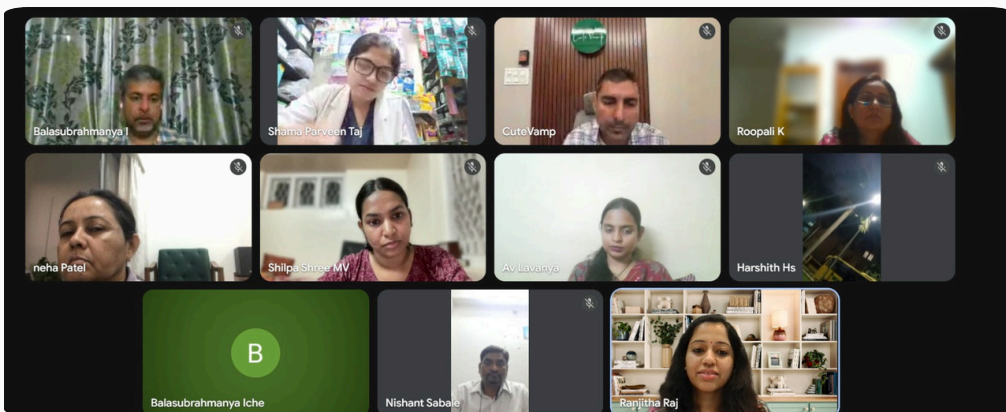 Balasubrahmanya I
Shama Parveen Taj
CuteVamp
Roopali K
neha Patel
Shilpa Shree MV
Av Lavanya
Harshith Hs
B
Balasubrahmanya Iche
Nishant Sabale
Ranjitha Raj